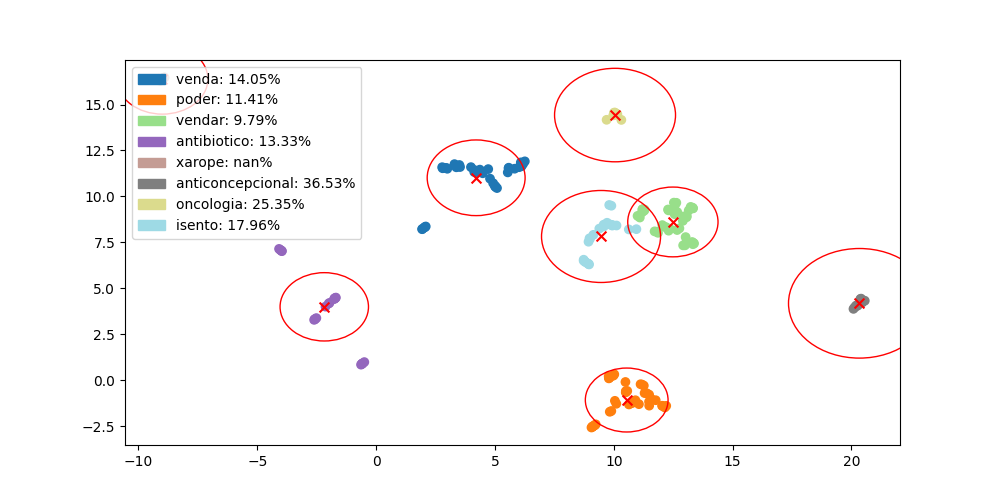 venda: 14.05%
poder: 11.41%
vendar: 9.79%
antibiotico: 13.33%
xarope: nan%
anticoncepcional: 36.53%
oncologia: 25.35%
isento: 17.96%
15.0
12.5
10.0
7.5
5.0
2.5
0.0
−2.5
−10 −5 0 5 10 15 20